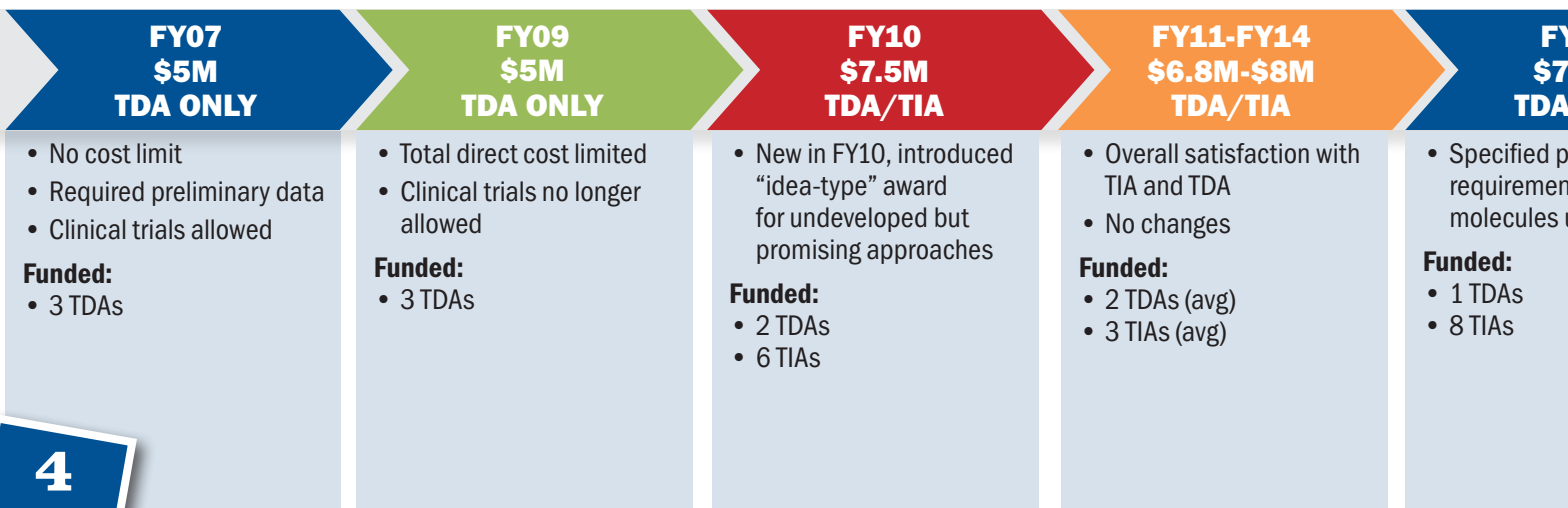 FY07
$5M
TDA ONLY
• No cost limit
• Required preliminary data
• Clinical trials allowed
Funded:
• 3 TDAs
FY09
$5M
TDA ONLY
• Total direct cost limited
• Clinical trials no longer
allowed
Funded:
• 3 TDAs
FY10
$7.5M
TDA/TIA
• New in FY10, introduced
“idea-type” award
for undeveloped but
promising approaches
Funded:
• 2 TDAs
• 6 TIAs
FY11-FY14
$6.8M-$8M
TDA/TIA
• Overall satisfaction with
TIA and TDA
• No changes
Funded:
• 2 TDAs (avg)
• 3 TIAs (avg)
$7
TDA
• Specified
molecules
Funded:
• 1 TDAs
• 8 TIAs
4